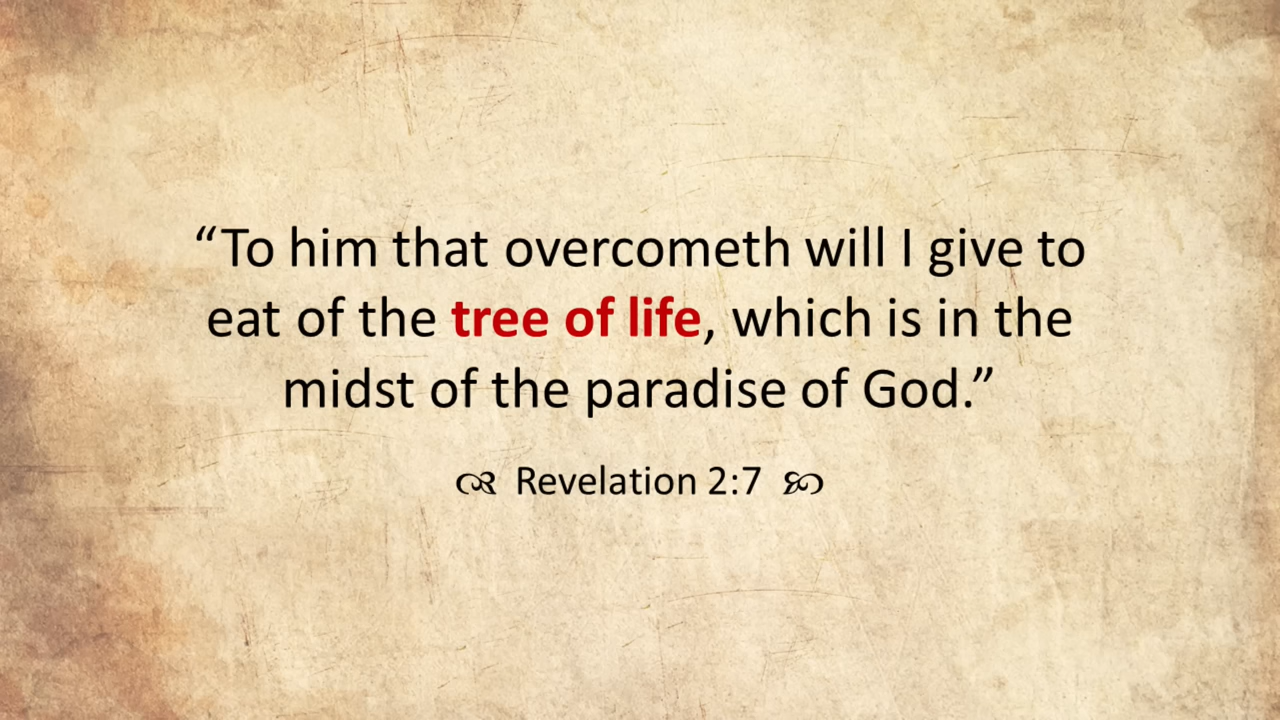 “To him that overcometh will I give to
eat of the tree of life, which is in the
midst of the paradise of God.”
Revelation 2:7